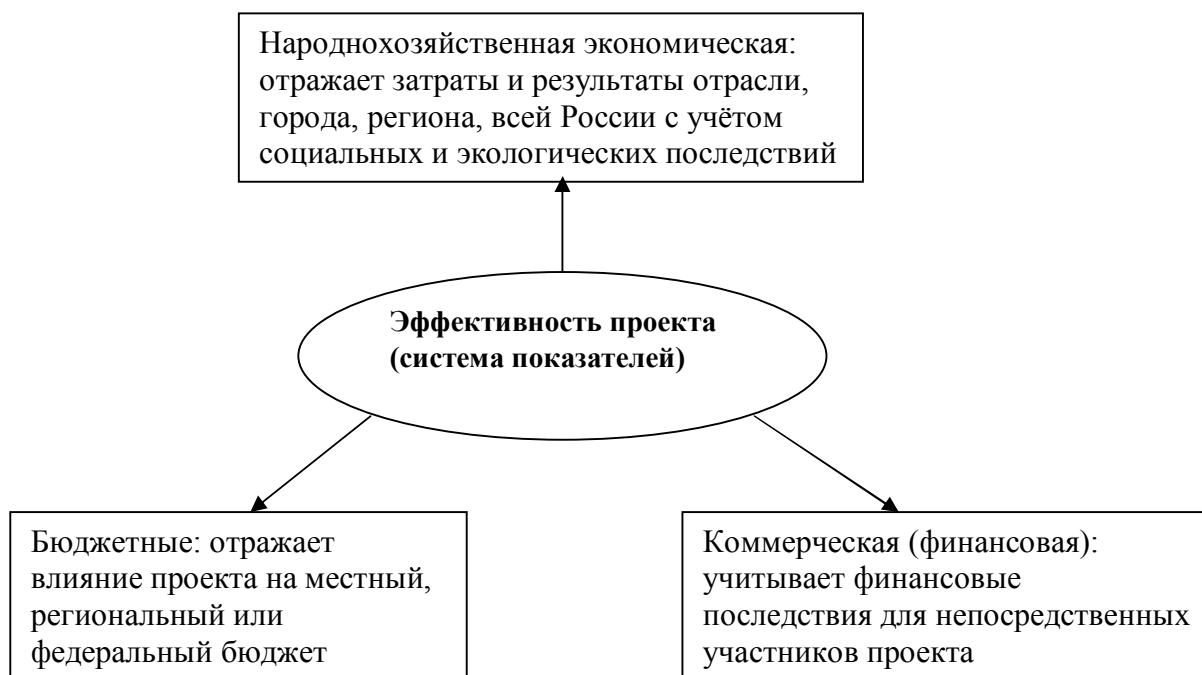 Народнохозяйственная экономическая:
отражает затраты и результаты отрасли,
города, региона, всей России с учётом
социальных и экологических последствий
Эффективность проекта
(система показателей)
Бюджетные: отражает
влияние проекта на местный,
региональный или
федеральный бюджет
Коммерческая (финансовая):
учитывает финансовые
последствия для непосредственных
участников проекта